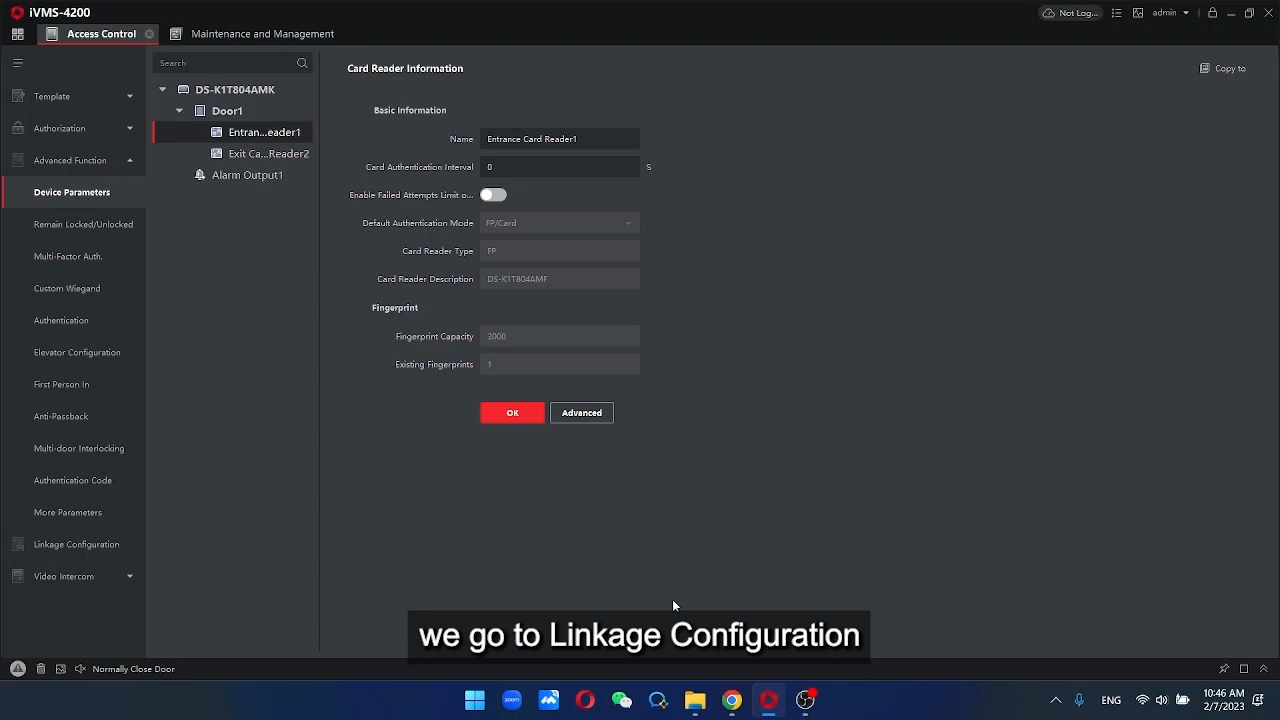 iVMS-4200
Not Log...
admin
Access Control
Maintenance and Management
Search
Card Reader Information
Copy to
Template
Authorization
Advanced Function
Device Parameters
Remain Locked/Unlocked
Multi-Factor Auth.
Custom Wiegand
Authentication
Elevator Configuration
First Person In
Anti-Passback
Multi-door Interlocking
Authentication Code
More Parameters
Linkage Configuration
Video Intercom
DS-K1T804AMK
Door1
Entran...eader1
Exit Ca...Reader2
Alarm Output1
Basic Information
Name Entrance Card Reader1
Card Authentication Interval 0 S
Enable Failed Attempts Limit o...
Default Authentication Mode FP/Card
Card Reader Type FP
Card Reader Description DS-K1T804AMF
Fingerprint
Fingerprint Capacity 3000
Existing Fingerprints 1
OK Advanced
we go to Linkage Configuration
Normally Close Door
zoom
ENG
10:46 AM
2/7/2023